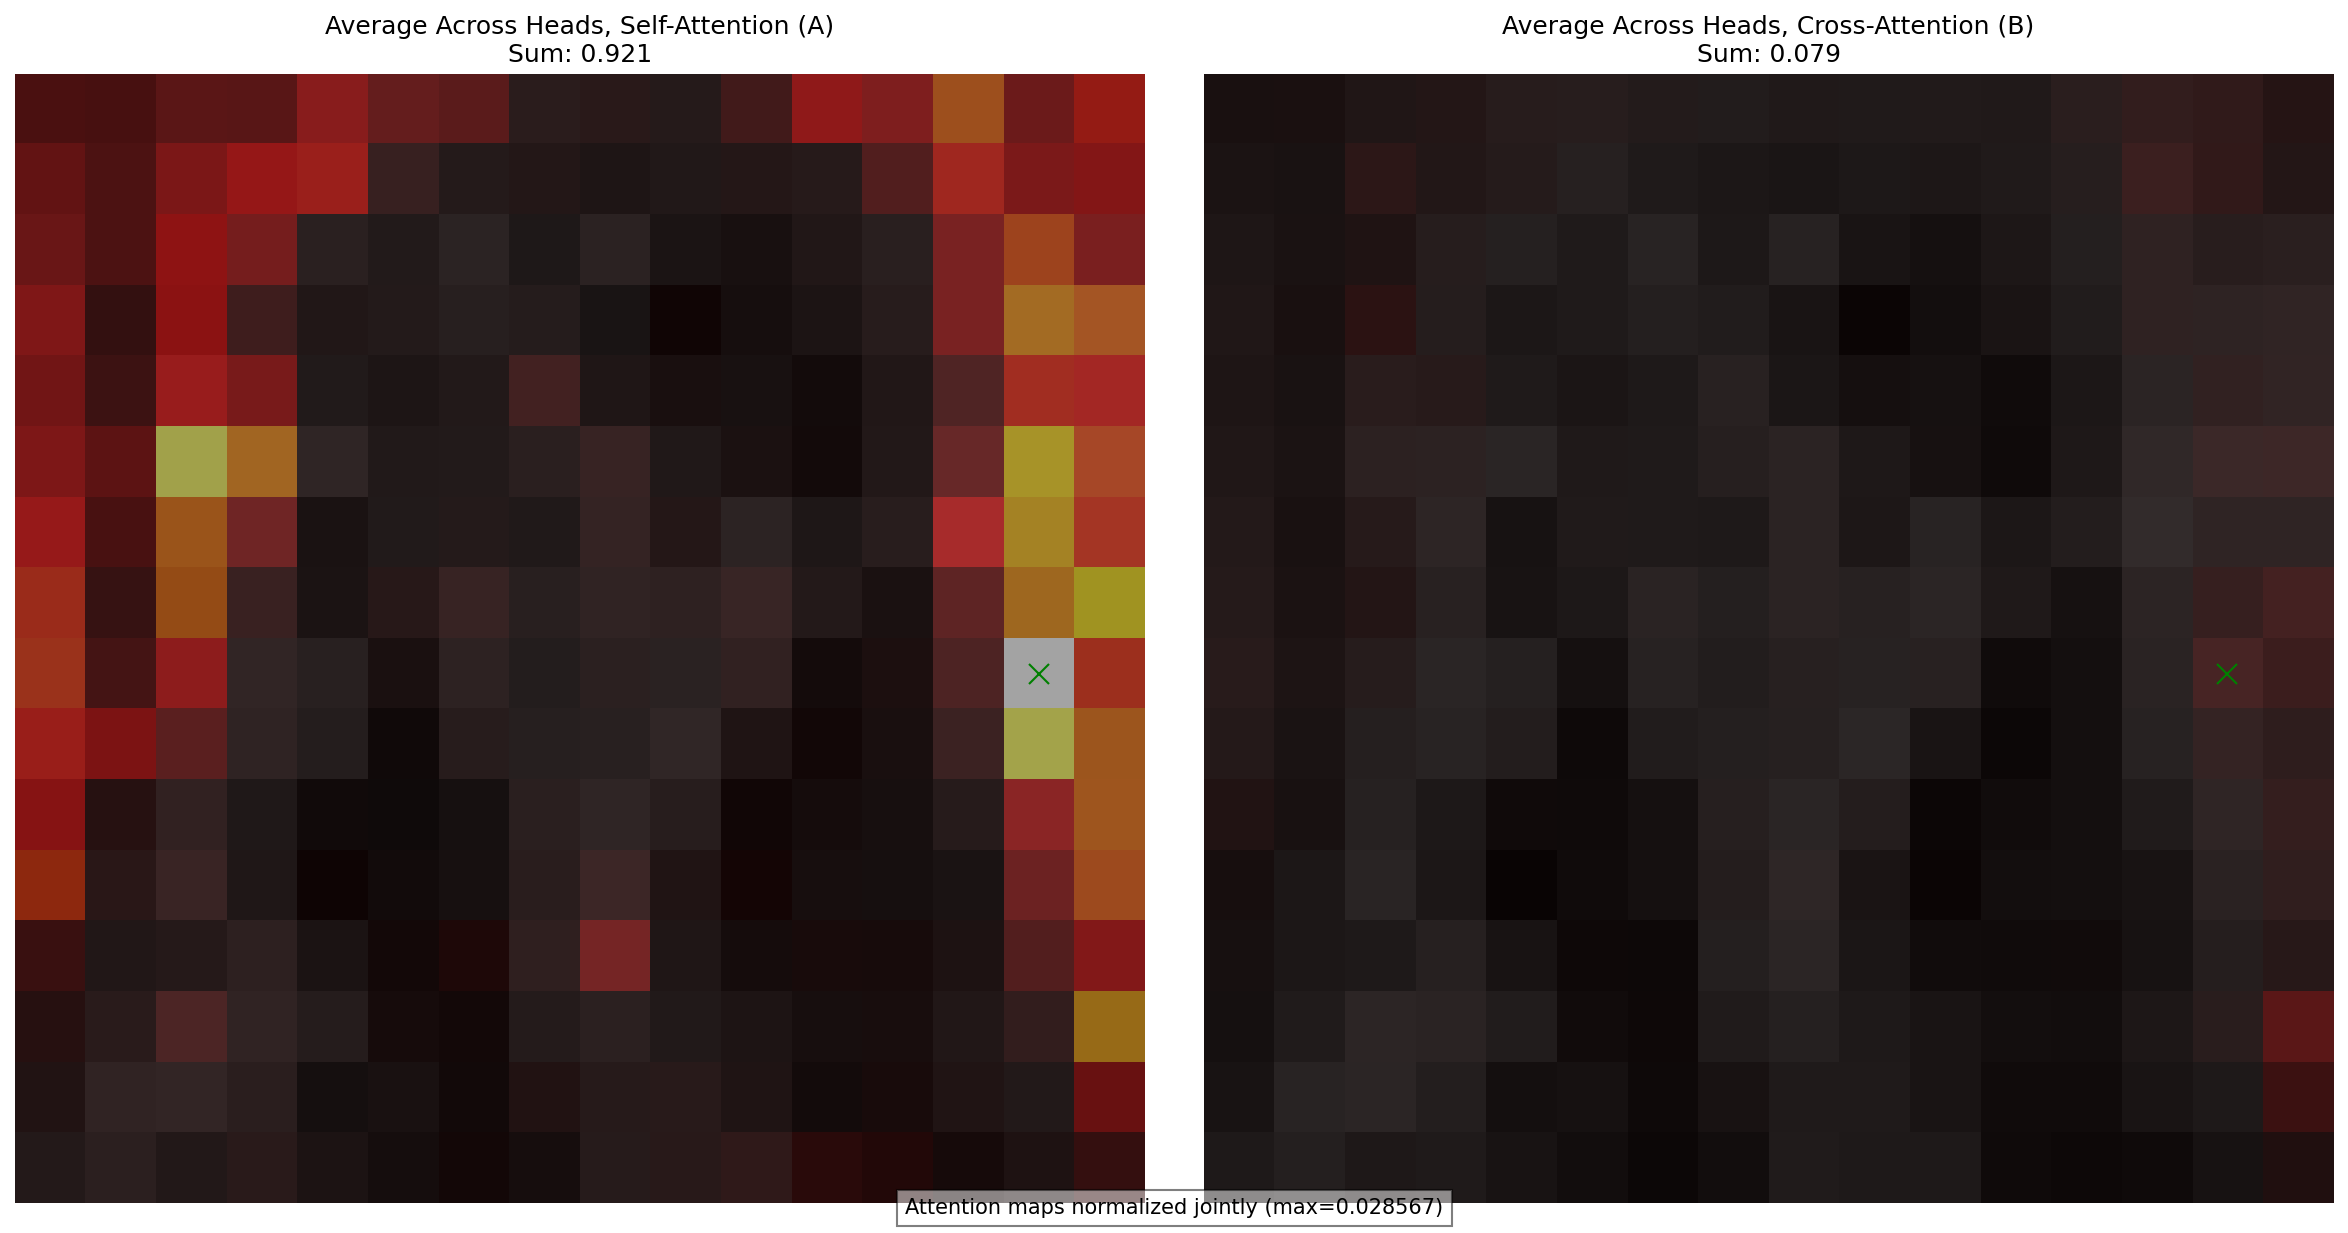 Average Across Heads, Self-Attention (A)
Sum: 0.921
Average Across Heads, Cross-Attention (B)
Sum: 0.079
Attention maps normalized jointly (max=0.028567)